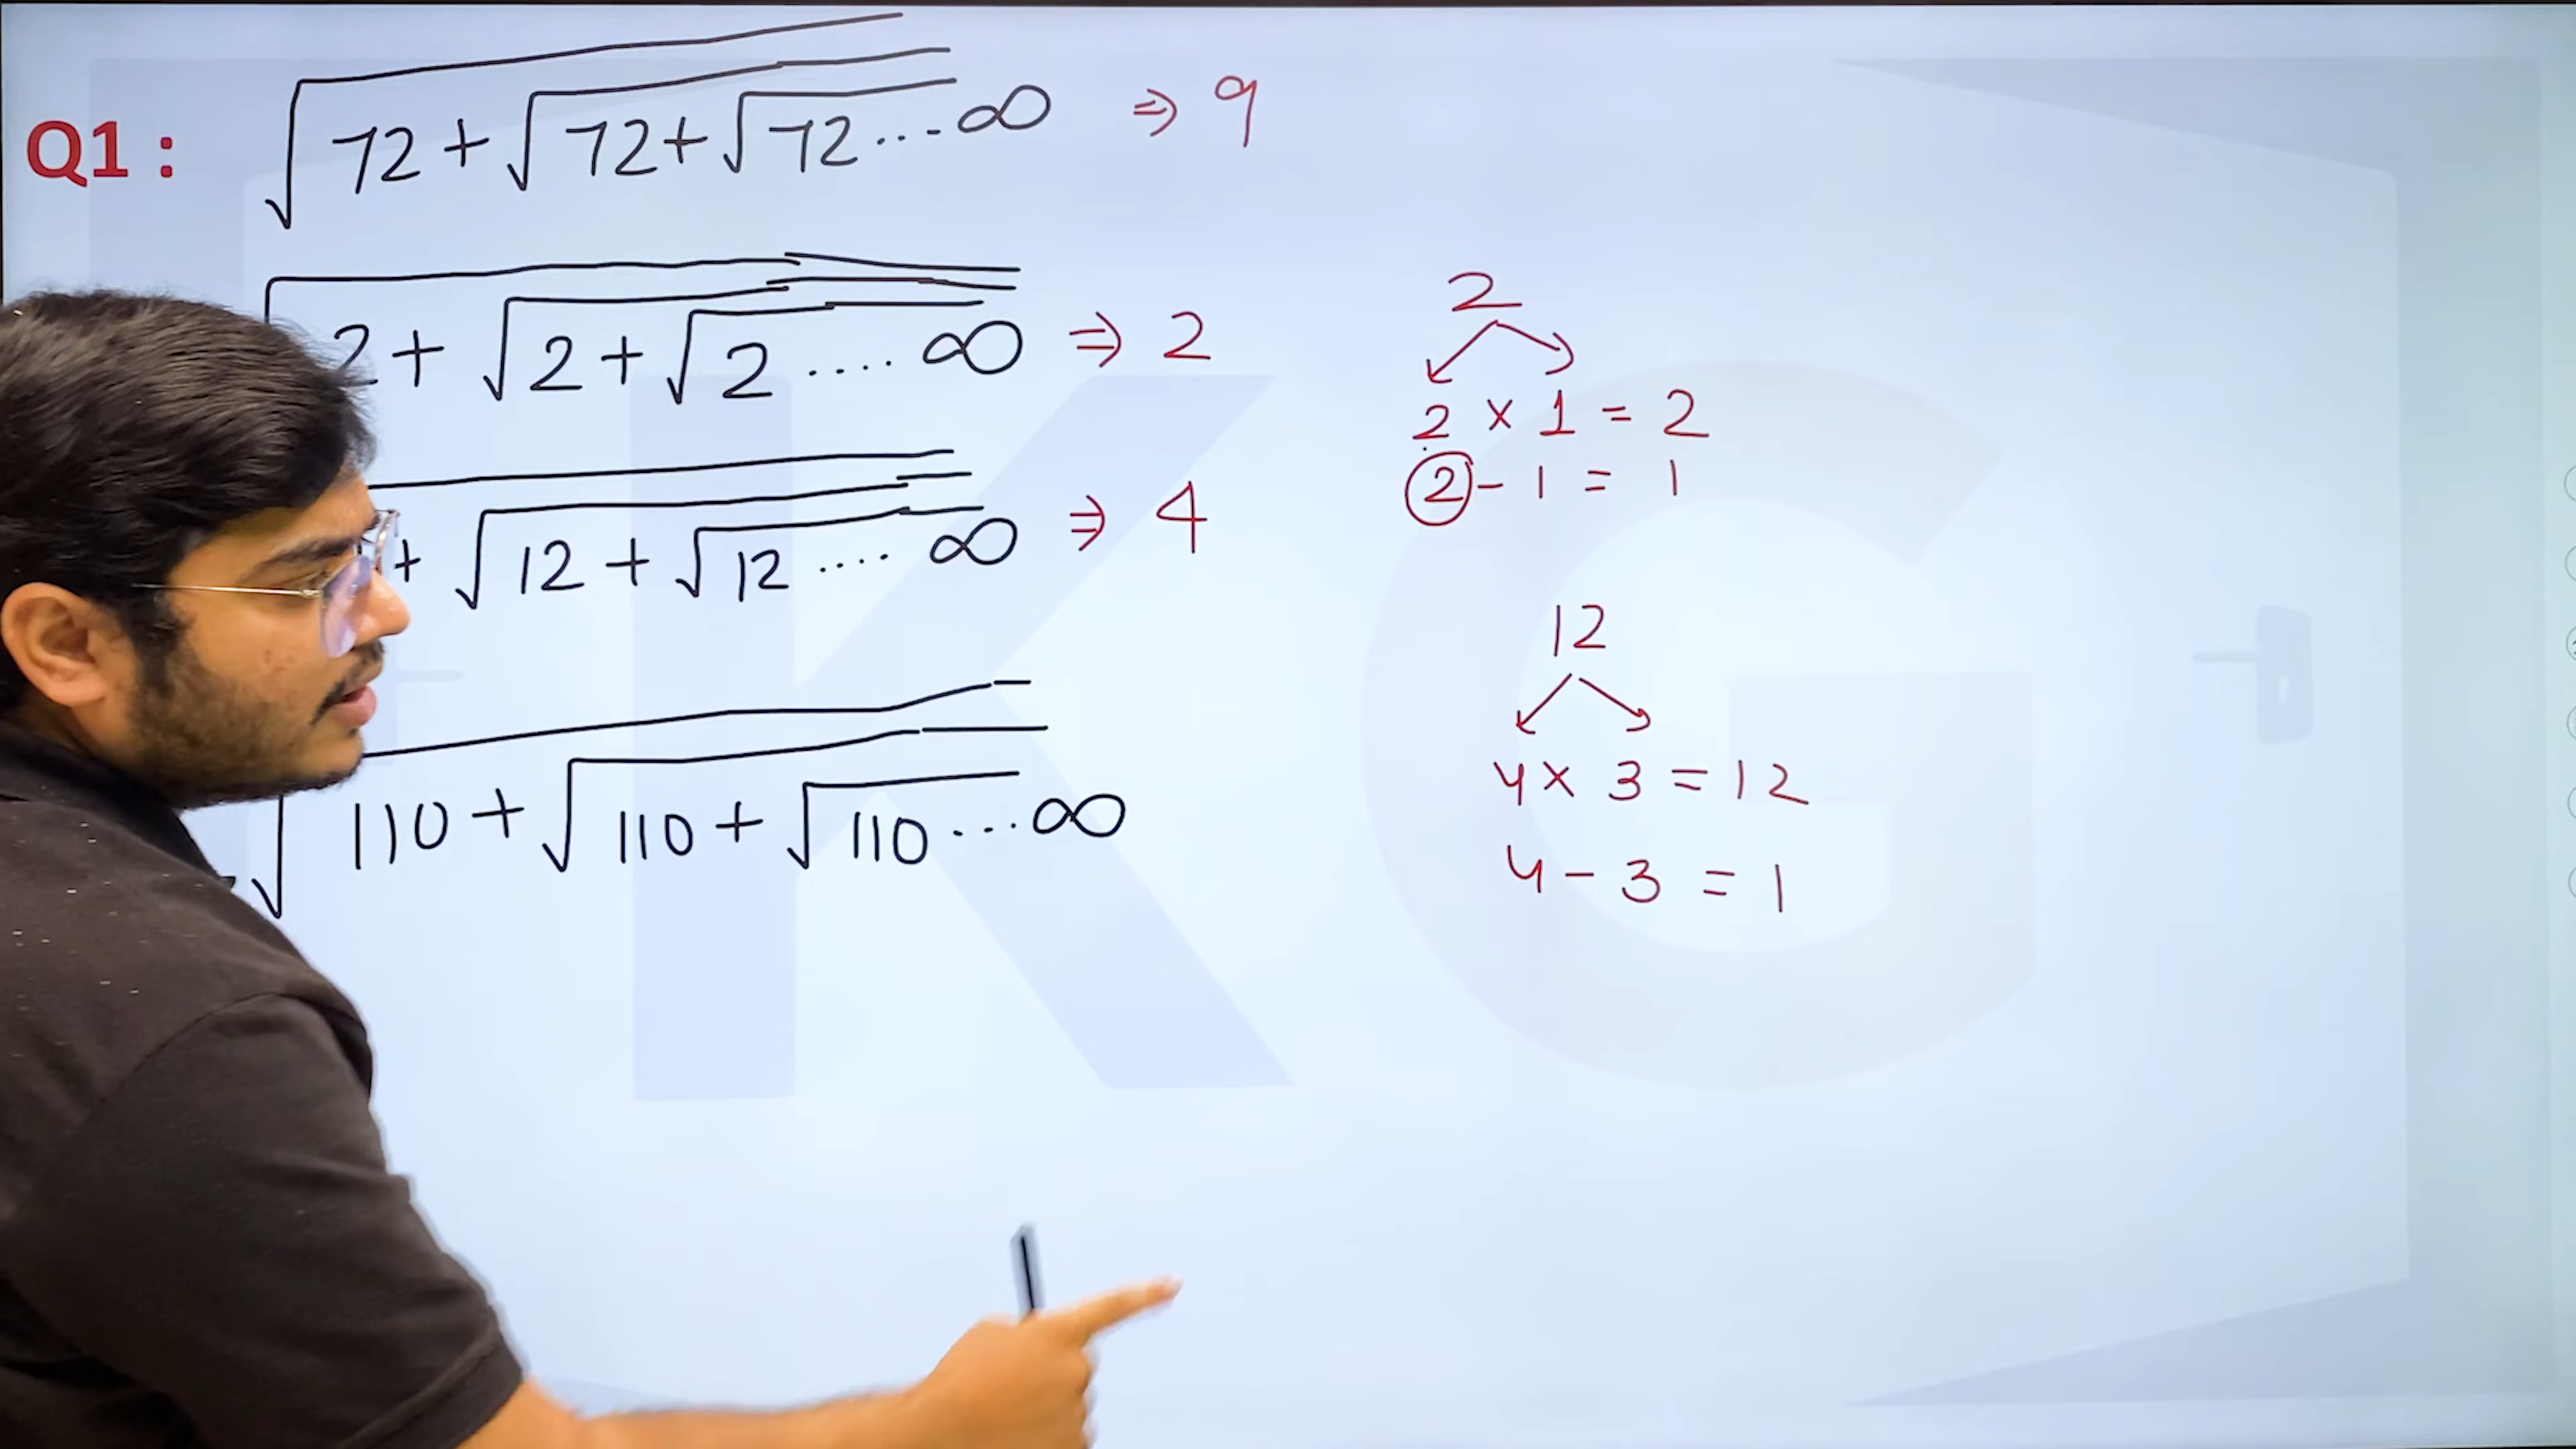 Q1 : √72 + √72 + √72 ... ∞ ⇒ 9
2 + √2 + √2 .... ∞ ⇒ 2
+ √12 + √12 .... ∞ ⇒ 4
√110 + √110 + √110 ... ∞
2
2 × 1 = 2
2 - 1 = 1
12
4 × 3 = 12
4 - 3 = 1
KG